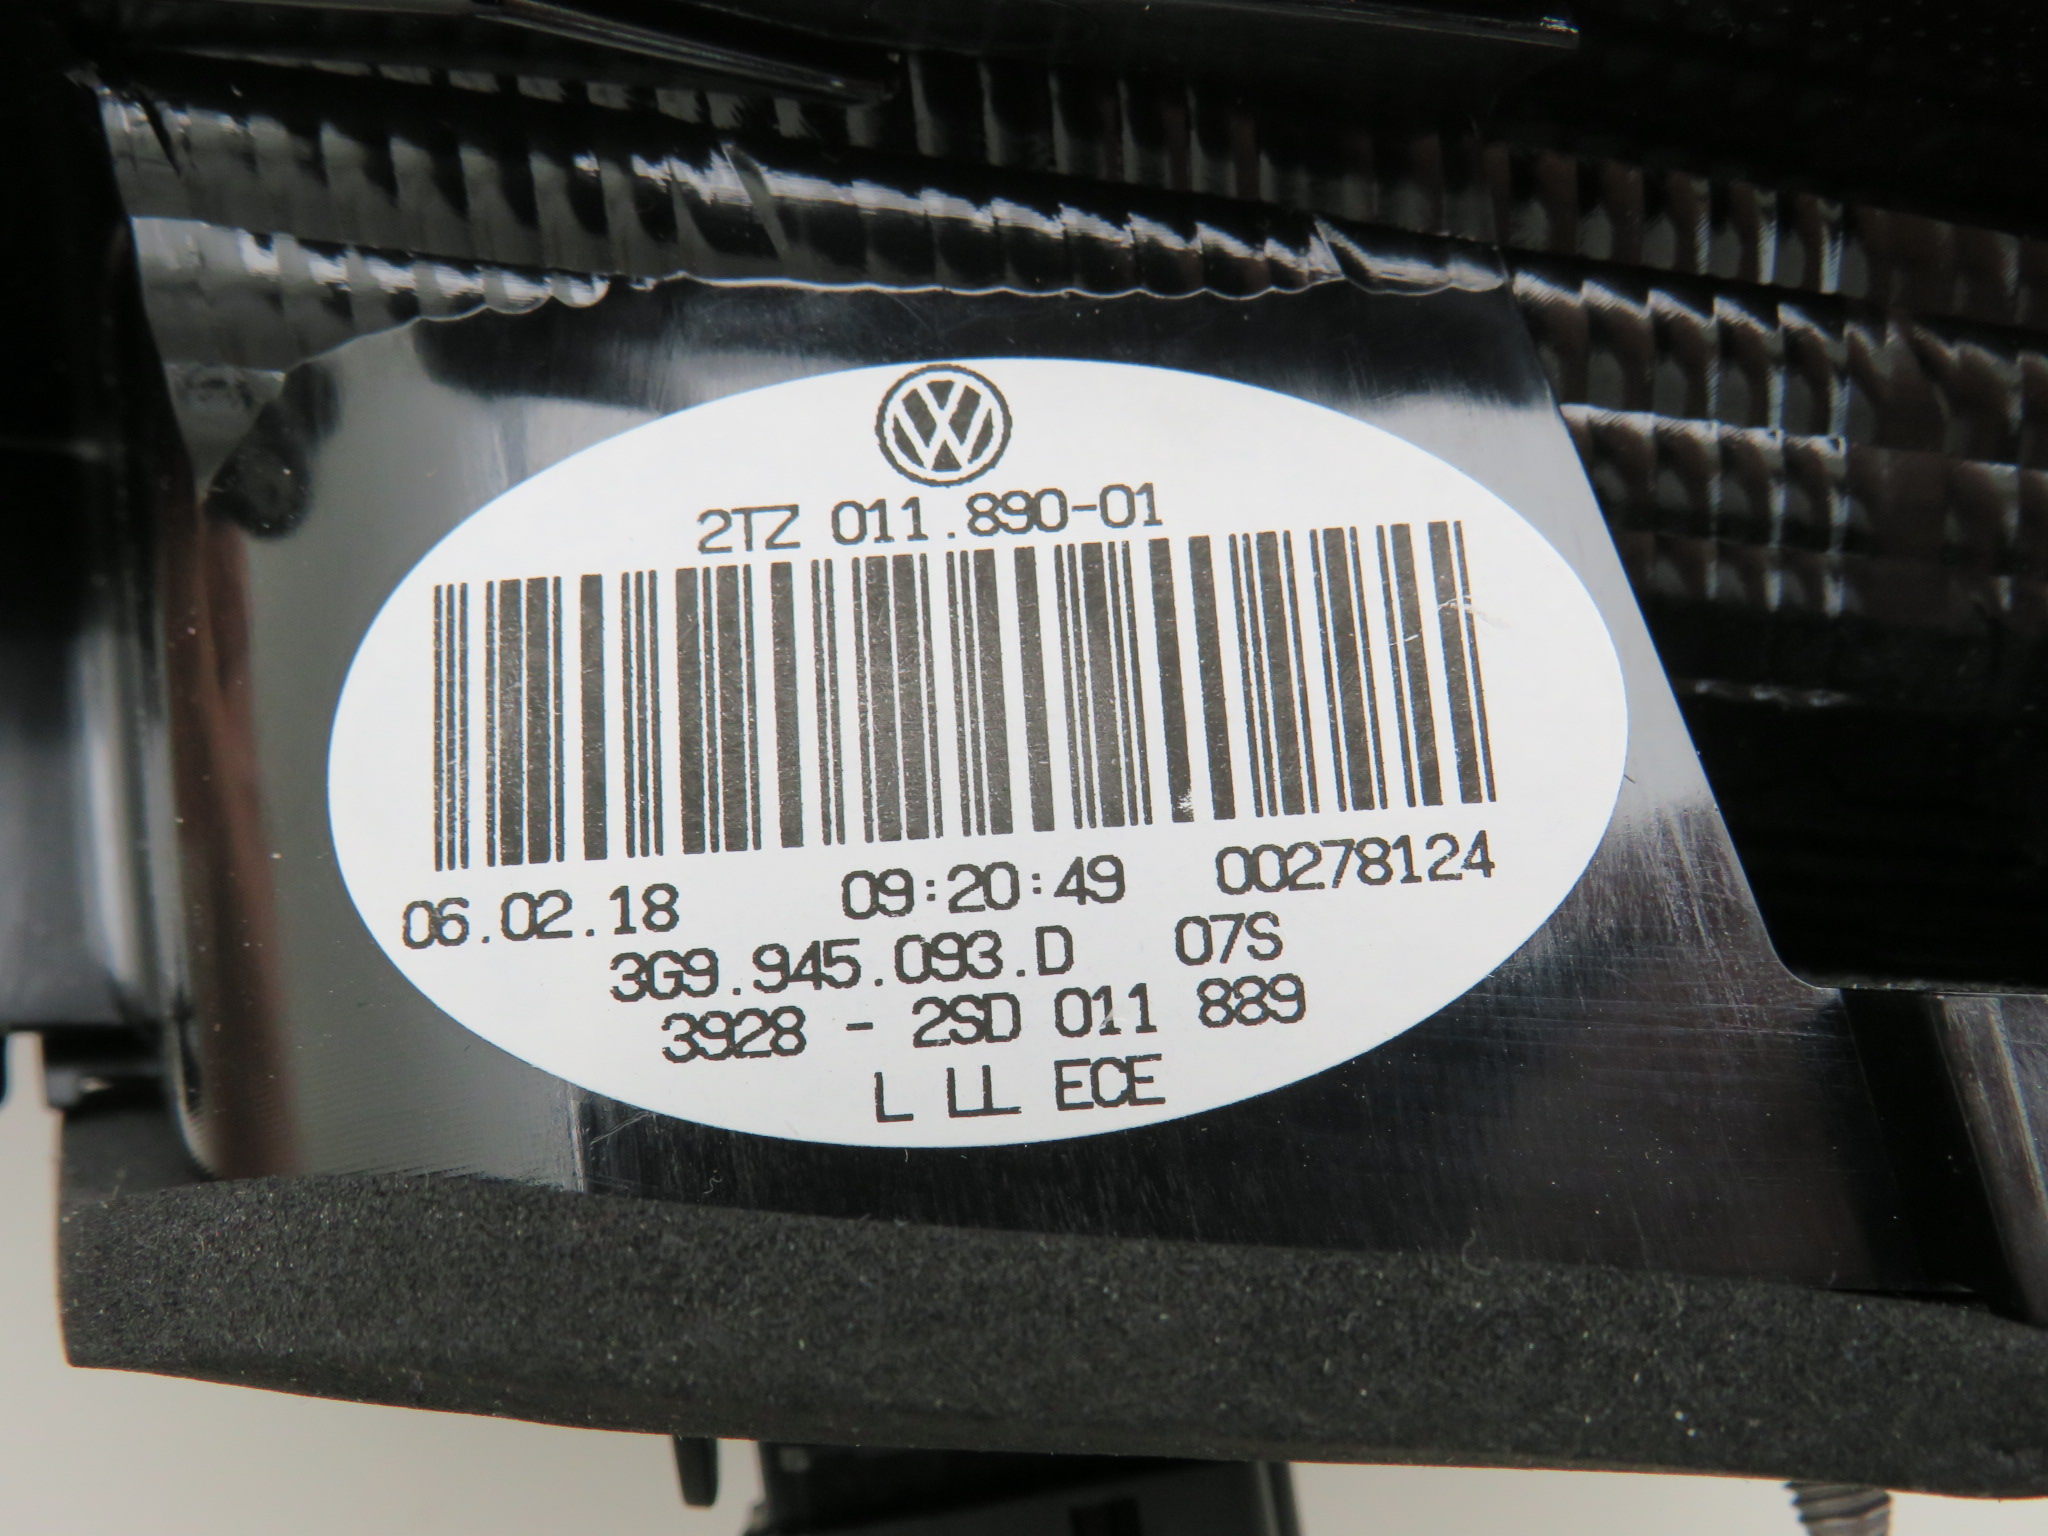 2TZ 011.890-01
06.02.18 09:20:49 00278124
3G9.945.093.D 07S
3928 - 2SD 011 889
L LL ECE